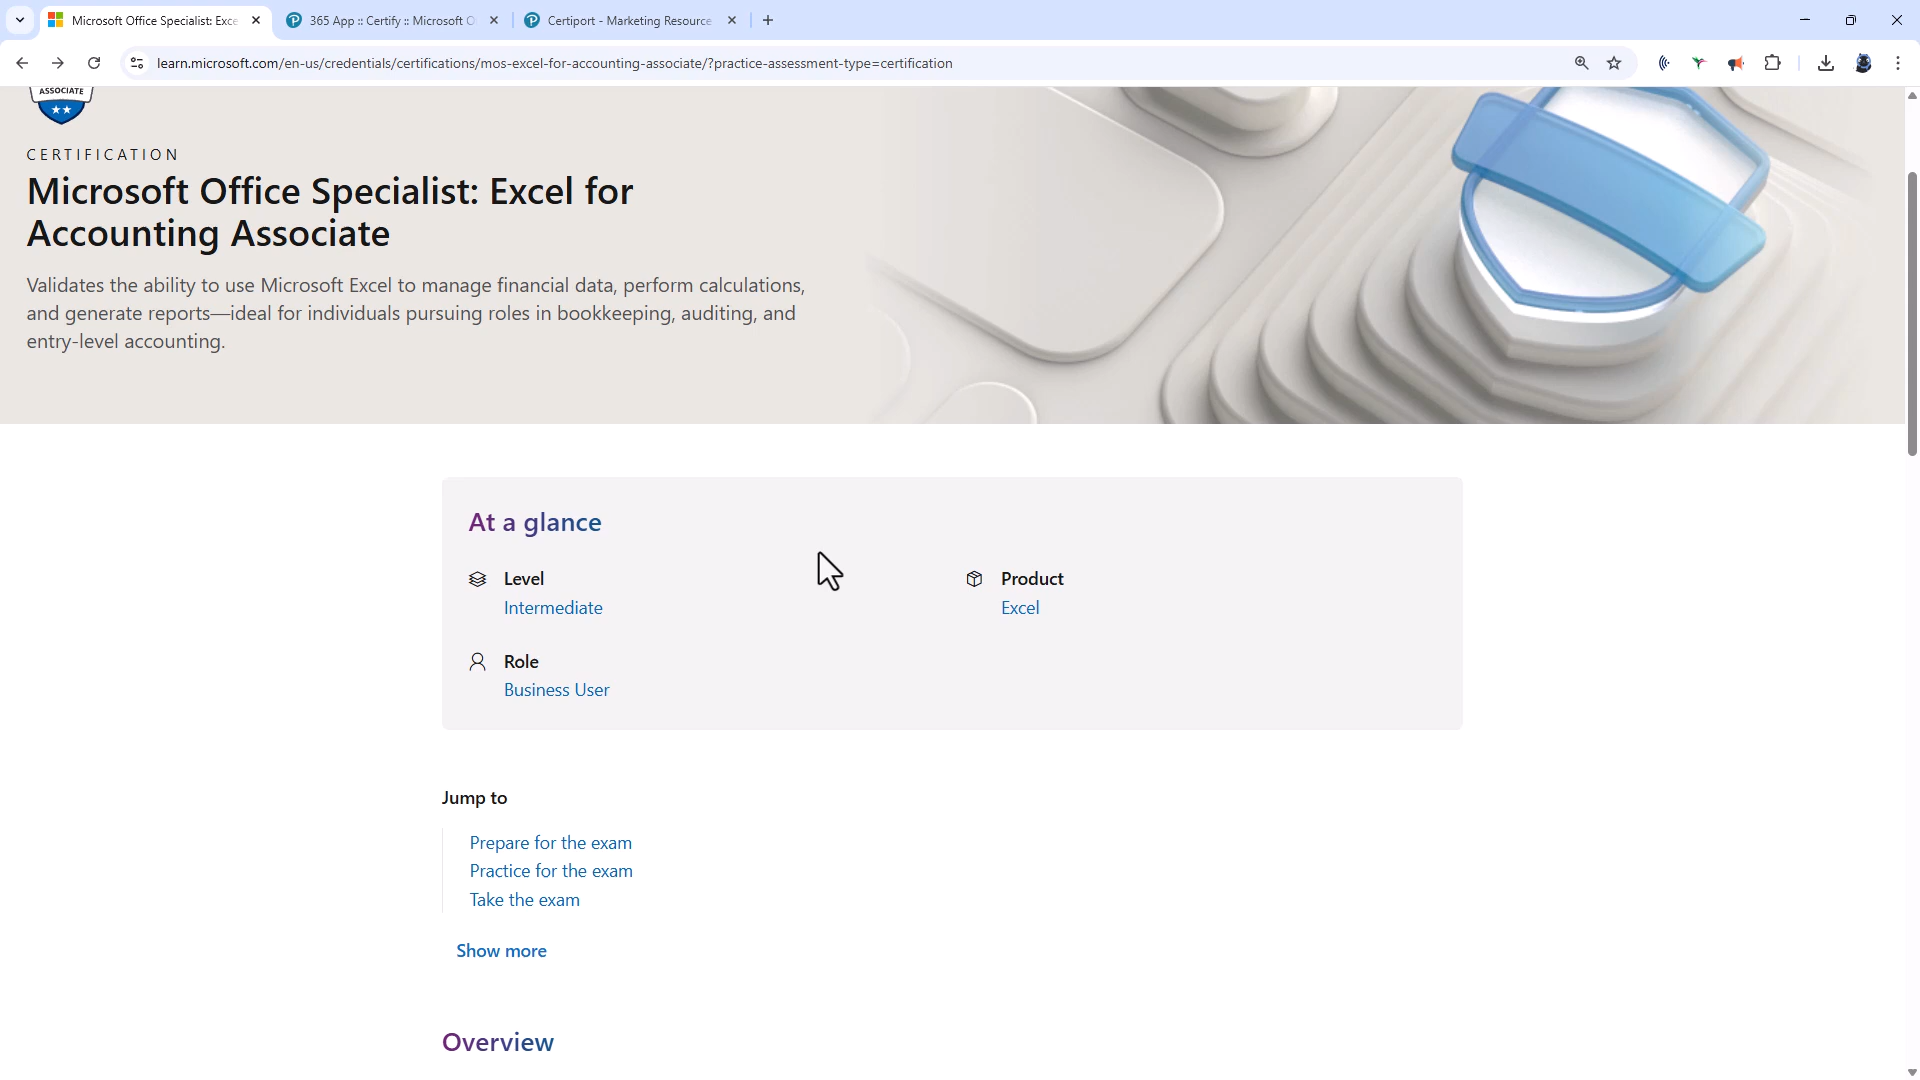 Microsoft Office Specialist: Exce
365 App :: Certify :: Microsoft O
Certiport - Marketing Resource
learn.microsoft.com/en-us/credentials/certifications/mos-excel-for-accounting-associate/?practice-assessment-type=certification
ASSOCIATE
CERTIFICATION
Microsoft Office Specialist: Excel for
Accounting Associate
Validates the ability to use Microsoft Excel to manage financial data, perform calculations,
and generate reports—ideal for individuals pursuing roles in bookkeeping, auditing, and
entry-level accounting.
At a glance
Level
Intermediate
Product
Excel
Role
Business User
Jump to
Prepare for the exam
Practice for the exam
Take the exam
Show more
Overview